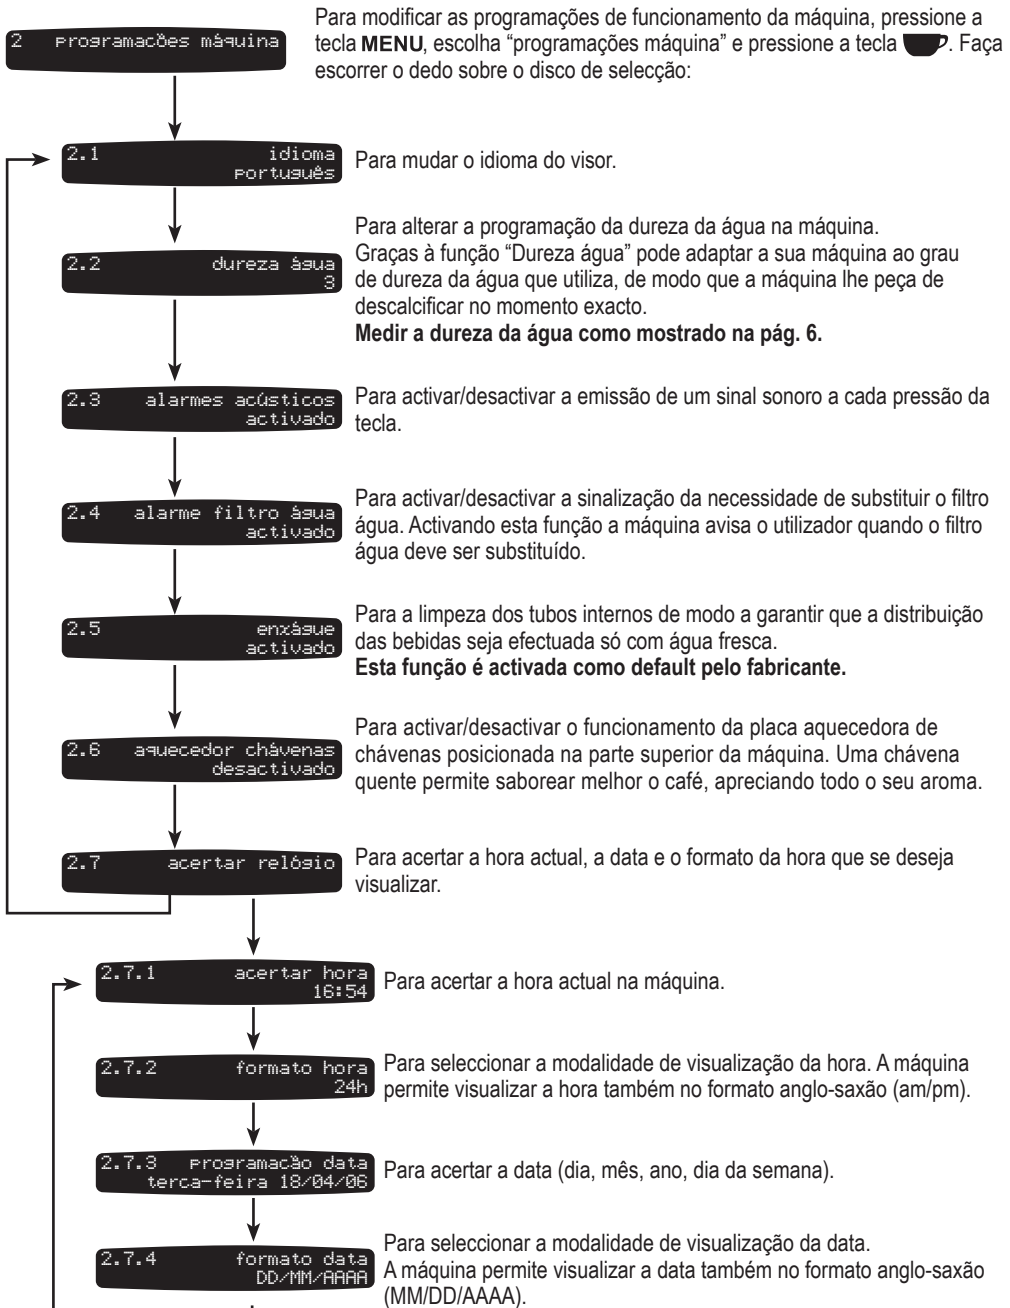 Para modificar as programações de funcionamento da máquina, pressione a
2 programacões máquina
tecla MENU, escolha “programações máquina” e pressione a tecla . Faça
escorrer o dedo sobre o disco de selecção:
2.1 idioma
português
Para mudar o idioma do visor.
Para alterar a programação da dureza da água na máquina.
2.2 dureza água
3
Graças à função “Dureza água” pode adaptar a sua máquina ao grau
de dureza da água que utiliza, de modo que a máquina lhe peça de
descalcificar no momento exacto.
Medir a dureza da água como mostrado na pág. 6.
2.3 alarmes acústicos
activado
Para activar/desactivar a emissão de um sinal sonoro a cada pressão da
tecla.
2.4 alarme filtro água
activado
Para activar/desactivar a sinalização da necessidade de substituir o filtro
água. Activando esta função a máquina avisa o utilizador quando o filtro
água deve ser substituído.
2.5 enxágue
activado
Para a limpeza dos tubos internos de modo a garantir que a distribuição
das bebidas seja efectuada só com água fresca.
Esta função é activada como default pelo fabricante.
2.6 aquecedor chávenas
desactivado
Para activar/desactivar o funcionamento da placa aquecedora de
chávenas posicionada na parte superior da máquina. Uma chávena
quente permite saborear melhor o café, apreciando todo o seu aroma.
2.7 acertar relógio
Para acertar a hora actual, a data e o formato da hora que se deseja
visualizar.
2.7.1 acertar hora
16:54
Para acertar a hora actual na máquina.
2.7.2 formato hora
24h
Para seleccionar a modalidade de visualização da hora. A máquina
permite visualizar a hora também no formato anglo-saxão (am/pm).
2.7.3 programacão data
terca-feira 18/04/06
Para acertar a data (dia, mês, ano, dia da semana).
2.7.4 formato data
DD/MM/AAAA
Para seleccionar a modalidade de visualização da data.
A máquina permite visualizar a data também no formato anglo-saxão
(MM/DD/AAAA).